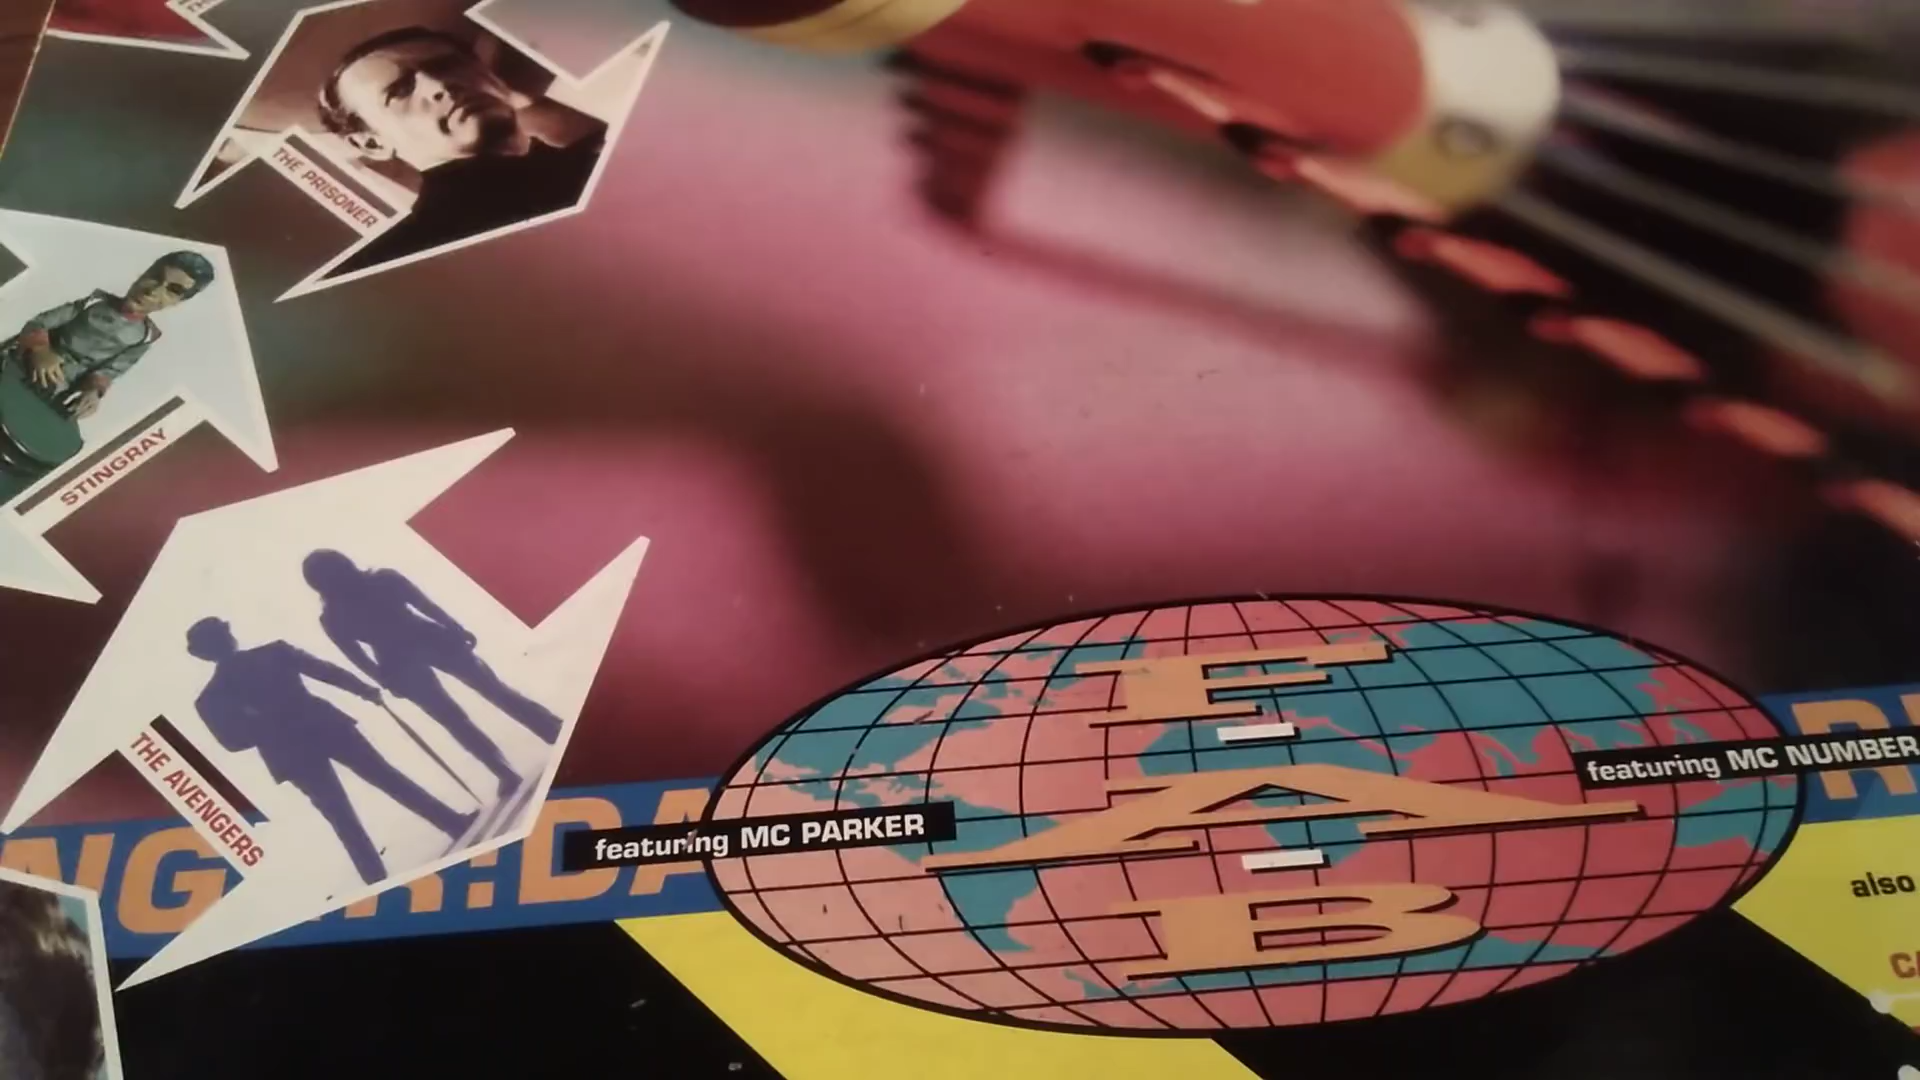 THE PRISONER
STINGRAY
THE AVENGERS
F
A
B
featuring MC PARKER
featuring MC NUMBER
also